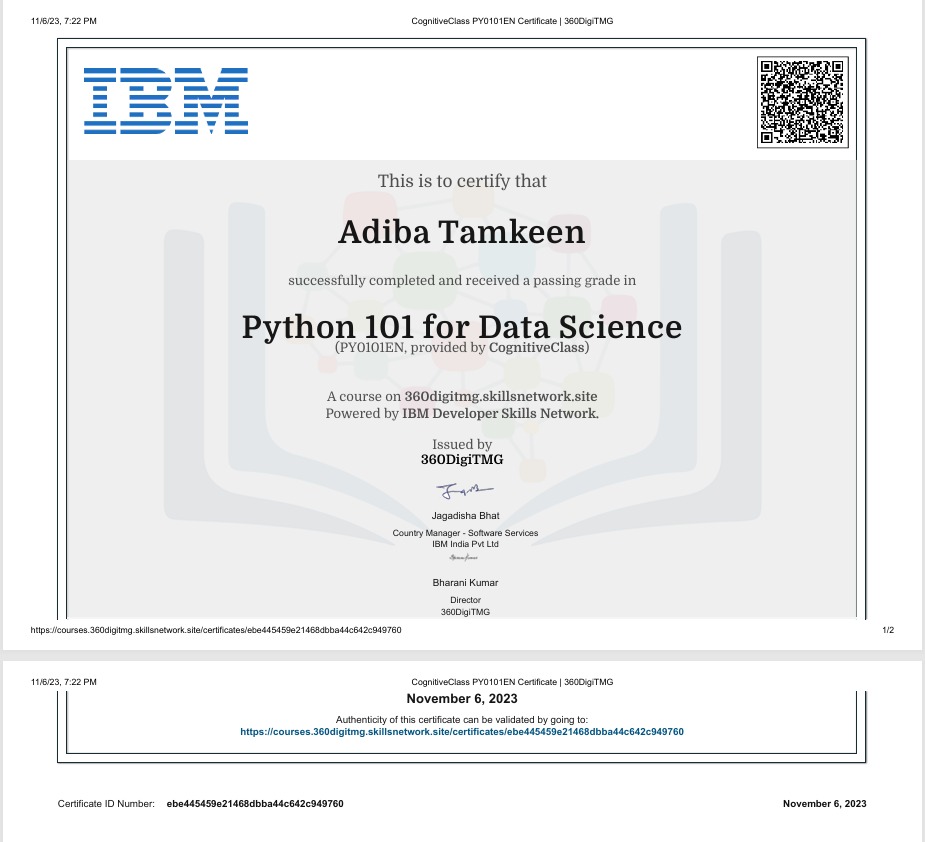 11/6/23, 7:22 PM CognitiveClass PY0101EN Certificate | 360DigiTMG
IBM
This is to certify that
Adiba Tamkeen
successfully completed and received a passing grade in
Python 101 for Data Science
(PY0101EN, provided by CognitiveClass)
A course on 360digitmg.skillsnetwork.site
Powered by IBM Developer Skills Network.
Issued by
360DigiTMG
Jagadisha Bhat
Country Manager - Software Services
IBM India Pvt Ltd
Bharani Kumar
Director
360DigiTMG
https://courses.360digitmg.skillsnetwork.site/certificates/ebe445459e21468dbba44c642c949760 1/2
11/6/23, 7:22 PM CognitiveClass PY0101EN Certificate | 360DigiTMG
November 6, 2023
Authenticity of this certificate can be validated by going to:
https://courses.360digitmg.skillsnetwork.site/certificates/ebe445459e21468dbba44c642c949760
Certificate ID Number: ebe445459e21468dbba44c642c949760 November 6, 2023